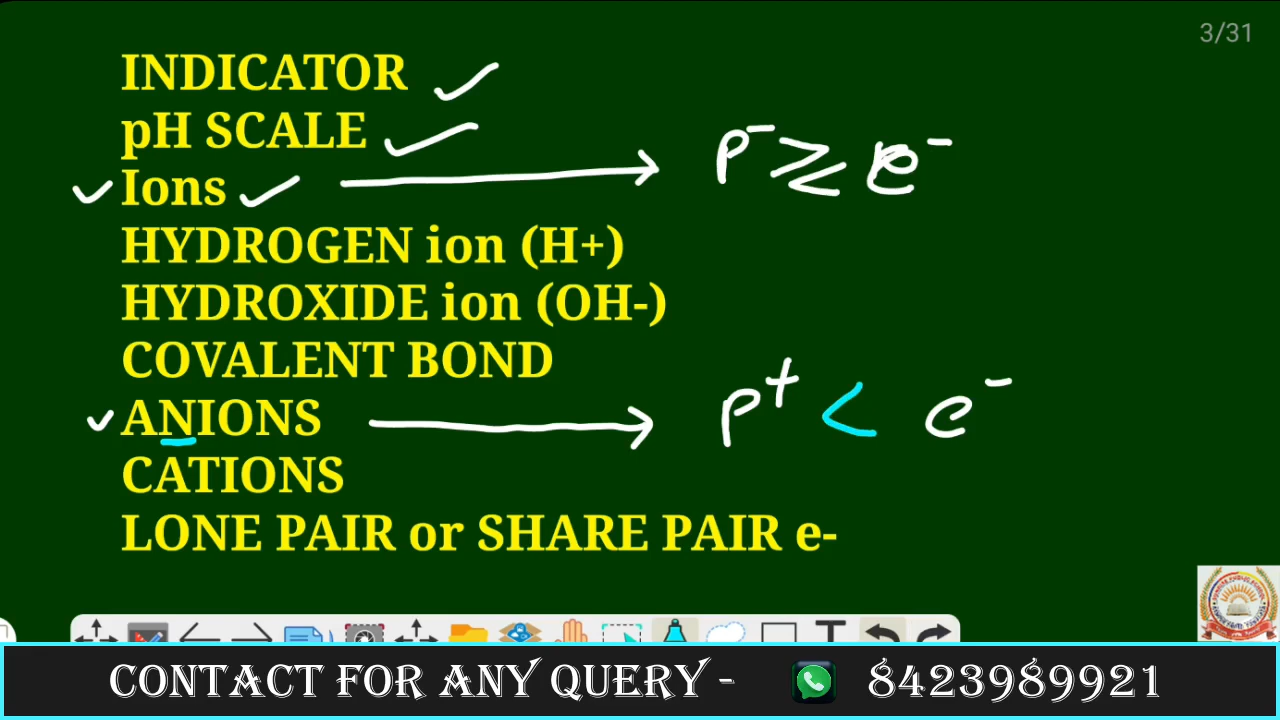 3/31
INDICATOR
pH SCALE
Ions p⁻ ≷ e⁻
HYDROGEN ion (H+)
HYDROXIDE ion (OH-)
COVALENT BOND
ANIONS p⁺ < e⁻
CATIONS
LONE PAIR or SHARE PAIR e-
T
CONTACT FOR ANY QUERY - 8423989921